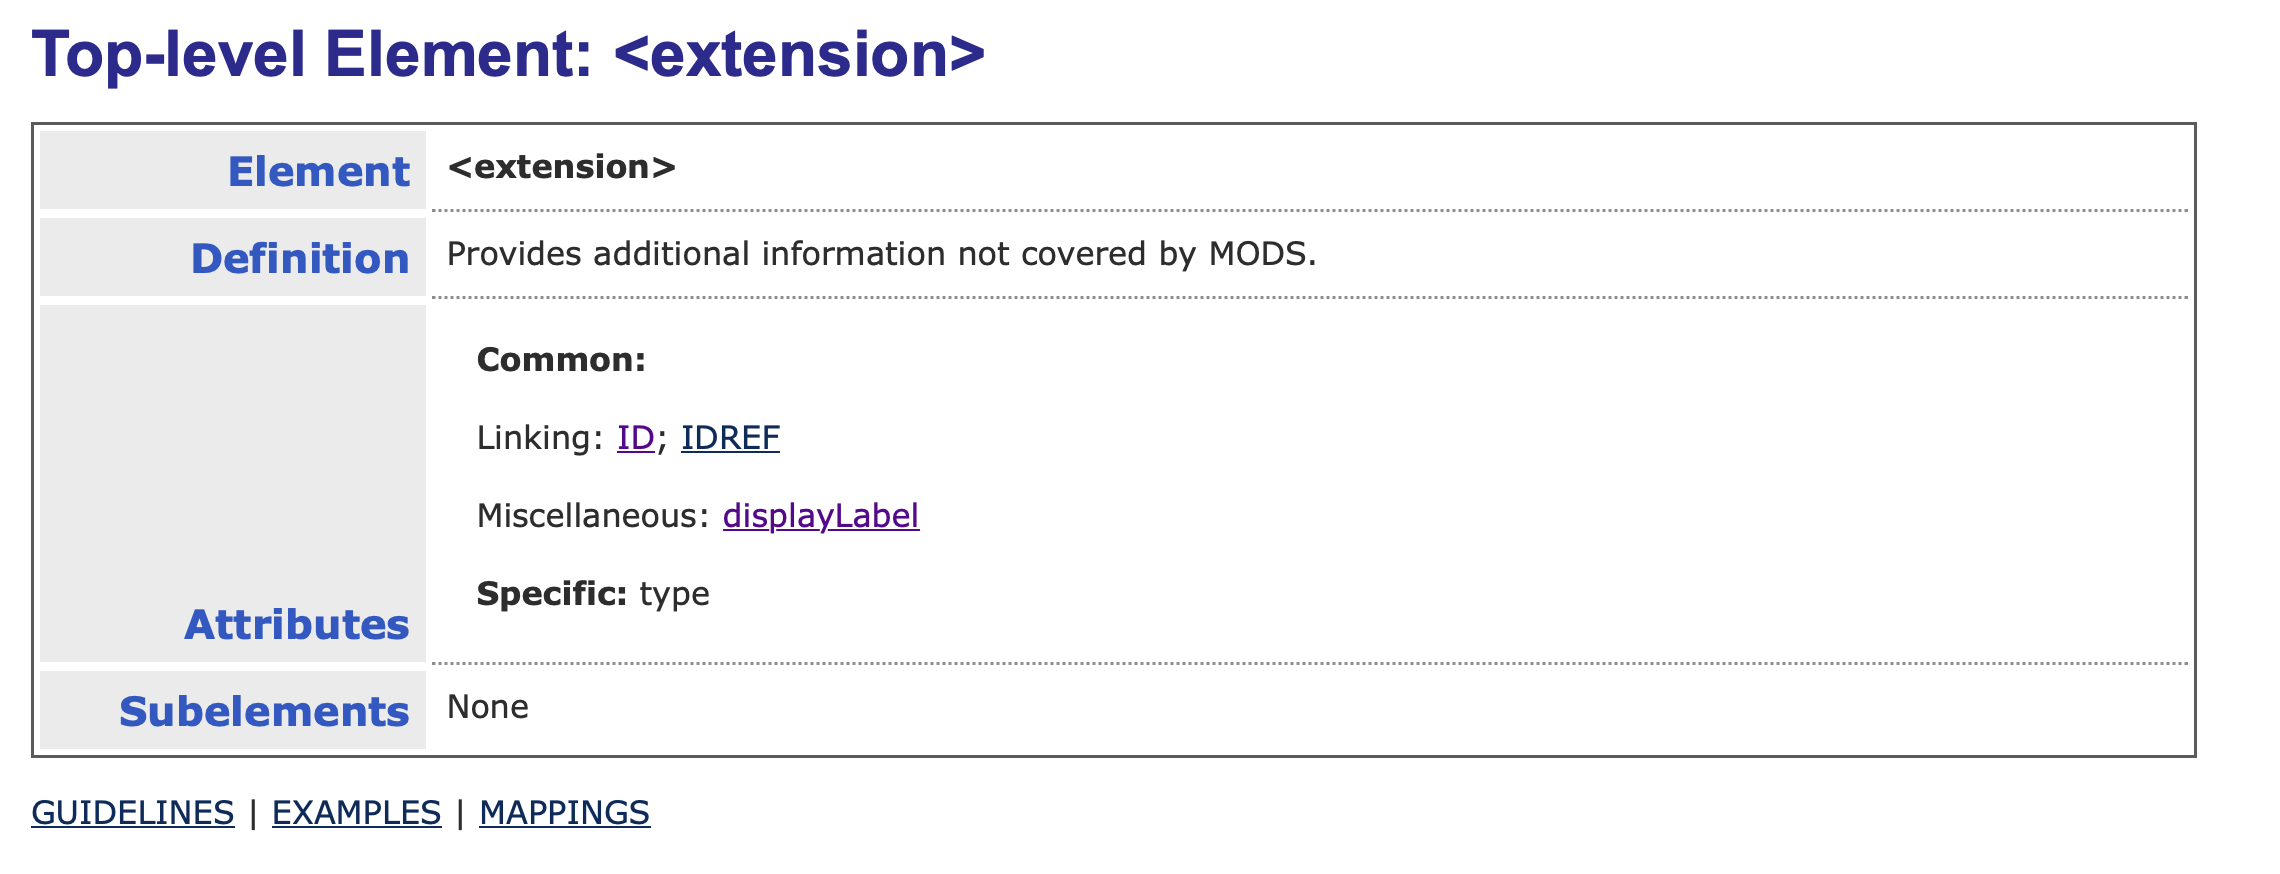 Top-level Element: <extension>
Element <extension>
Definition Provides additional information not covered by MODS.
Common:
Linking: ID; IDREF
Miscellaneous: displayLabel
Specific: type
Attributes
Subelements None
GUIDELINES | EXAMPLES | MAPPINGS